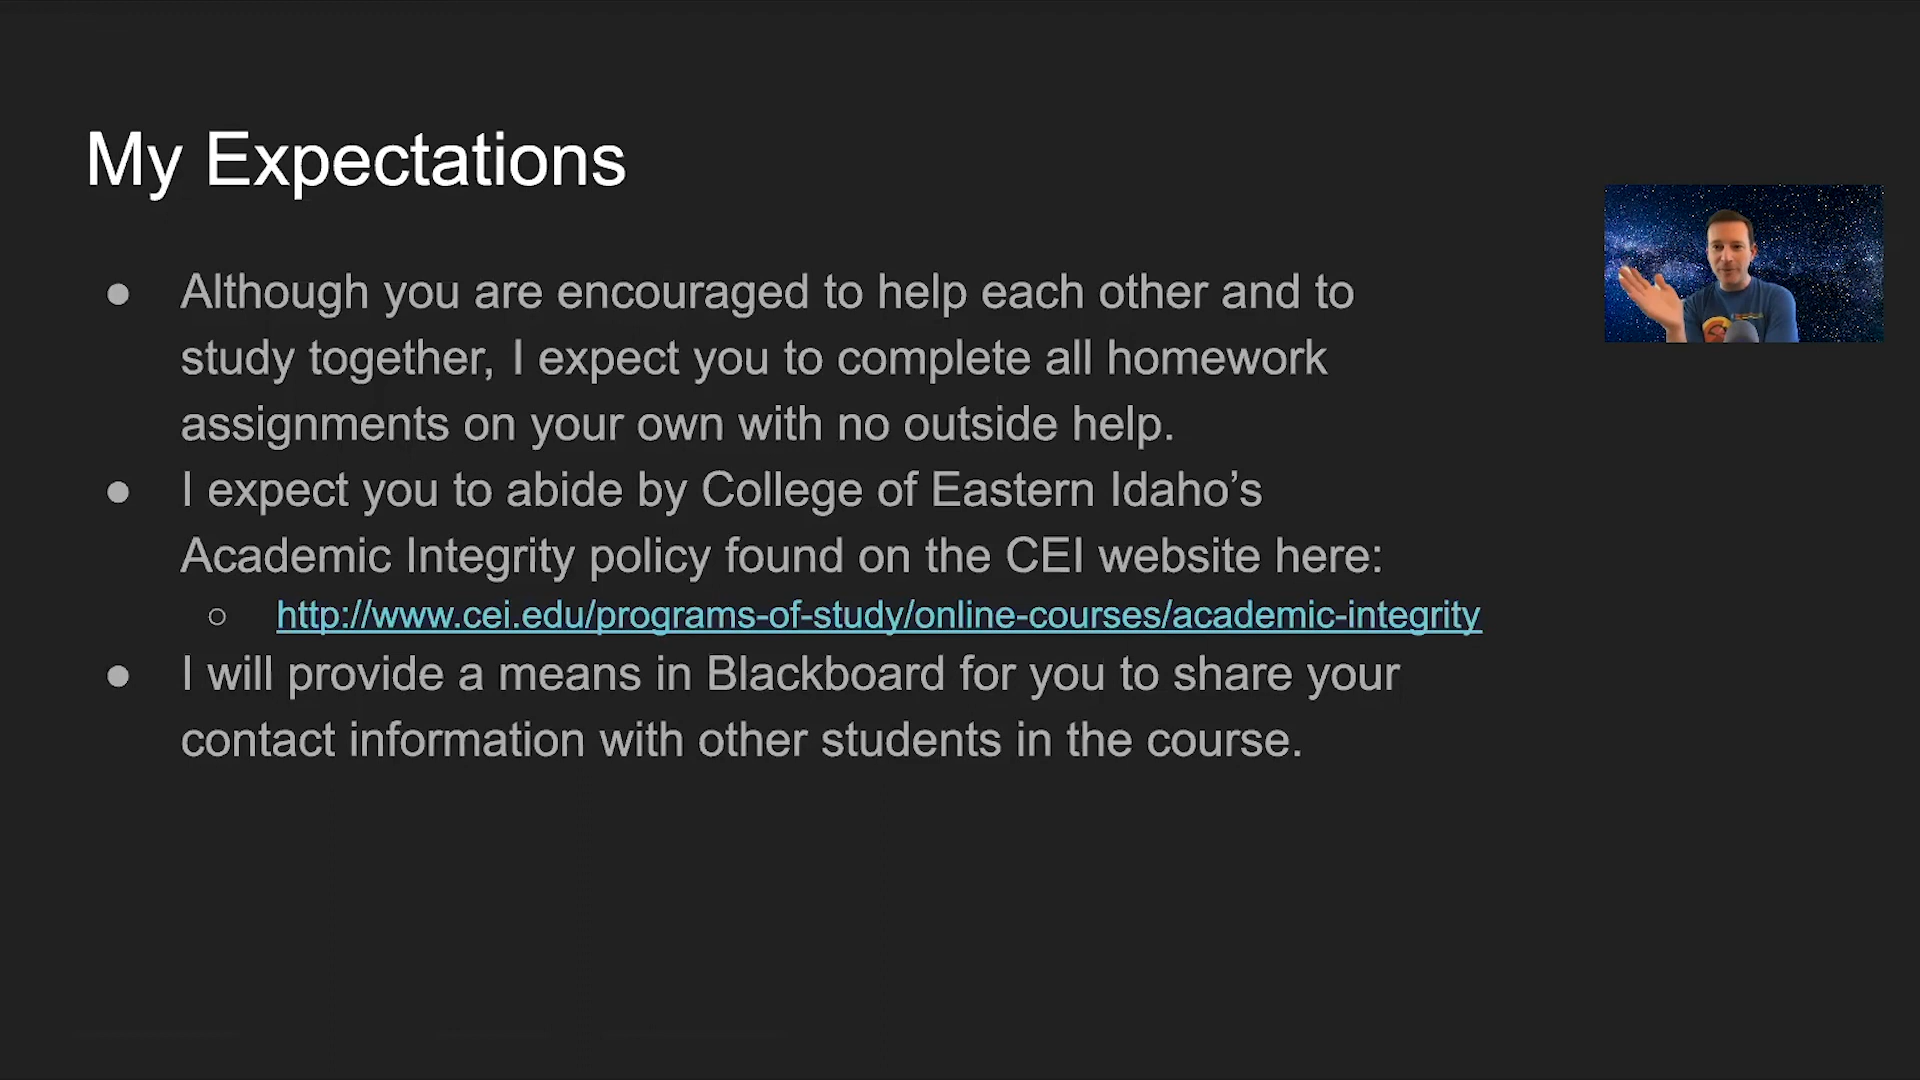 My Expectations
● Although you are encouraged to help each other and to
study together, I expect you to complete all homework
assignments on your own with no outside help.
● I expect you to abide by College of Eastern Idaho’s
Academic Integrity policy found on the CEI website here:
○ http://www.cei.edu/programs-of-study/online-courses/academic-integrity
● I will provide a means in Blackboard for you to share your
contact information with other students in the course.